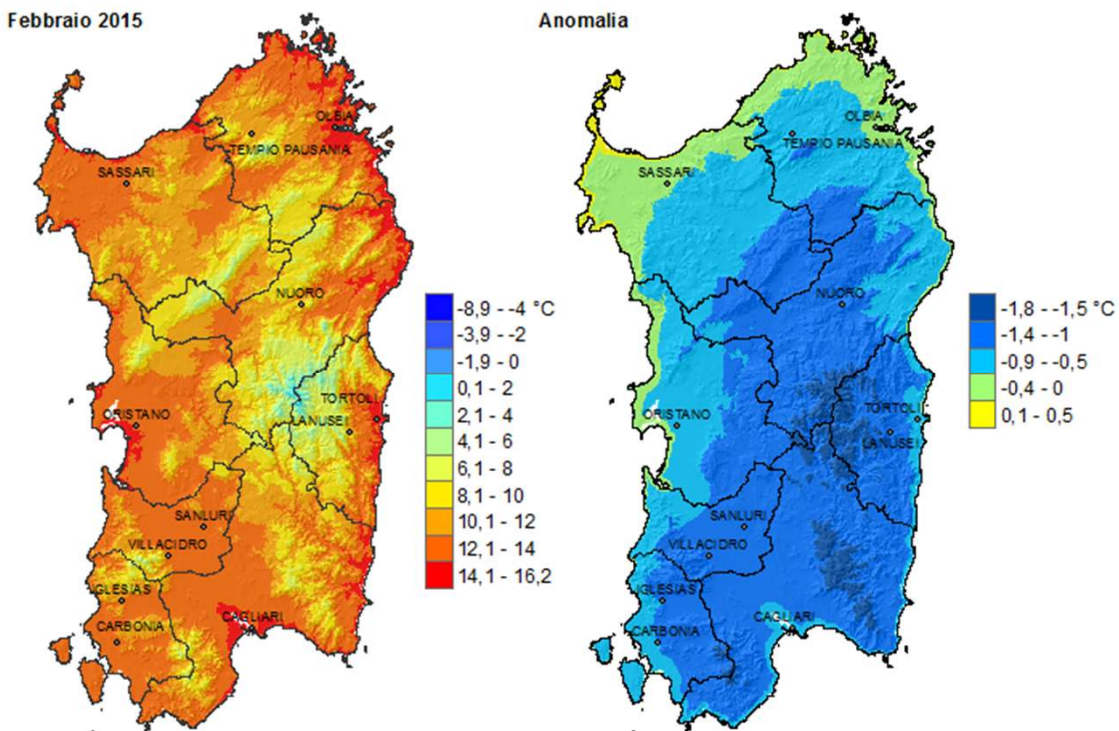 Febbraio 2015
OLBIA
TEMPIO PAUSANIA
SASSARI
NUORO
TORTOLI
ORISTANO
LANUSEI
SANLURI
VILLACIDRO
IGLESIAS
CARBONIA
CAGLIARI
-8,9 - -4 °C
-3,9 - -2
-1,9 - 0
0,1 - 2
2,1 - 4
4,1 - 6
6,1 - 8
8,1 - 10
10,1 - 12
12,1 - 14
14,1 - 16,2
Anomalia
OLBIA
TEMPIO PAUSANIA
SASSARI
NUORO
TORTOLI
ORISTANO
LANUSEI
SANLURI
VILLACIDRO
IGLESIAS
CARBONIA
CAGLIARI
-1,8 - -1,5 °C
-1,4 - -1
-0,9 - -0,5
-0,4 - 0
0,1 - 0,5